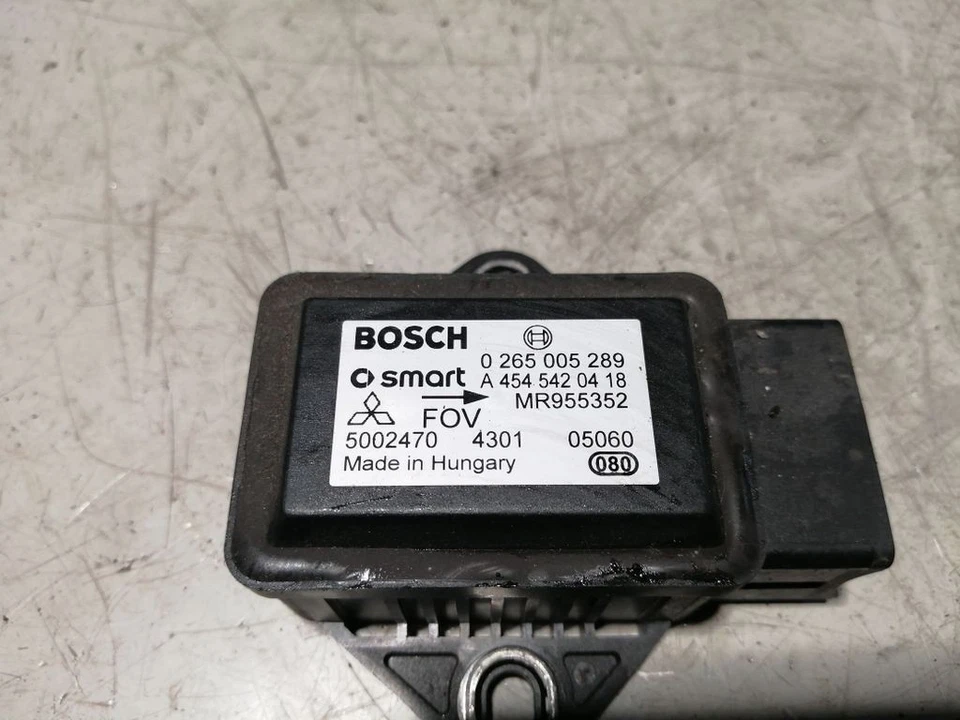 BOSCH
0 265 005 289
smart A 454 542 04 18
MR955352
FOV
5002470 4301 05060
Made in Hungary 080